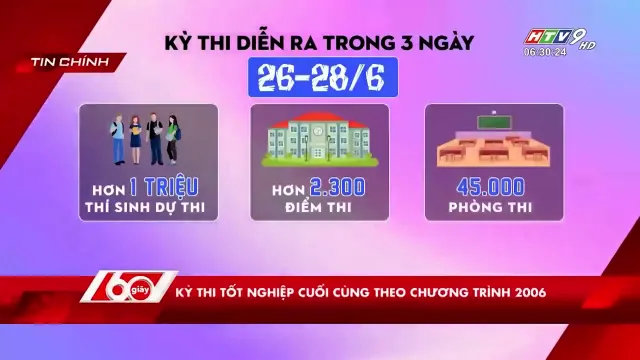 KỲ THI DIỄN RA TRONG 3 NGÀY
TIN CHÍNH
HTV9 HD
06:30:24
26-28/6
HƠN 1 TRIỆU
THÍ SINH DỰ THI
HƠN 2.300
ĐIỂM THI
45.000
PHÒNG THI
60 giây
KỲ THI TỐT NGHIỆP CUỐI CÙNG THEO CHƯƠNG TRÌNH 2006